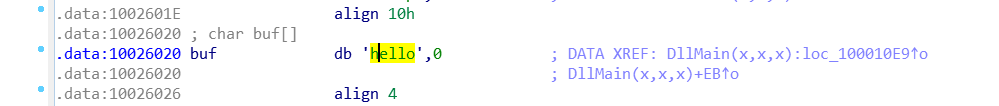 .data:1002601E align 10h
.data:10026020 ; char buf[]
.data:10026020 buf db 'hello',0 ; DATA XREF: DllMain(x,x,x):loc_100010E9↑o
.data:10026020 ; DllMain(x,x,x)+EB↑o
.data:10026026 align 4